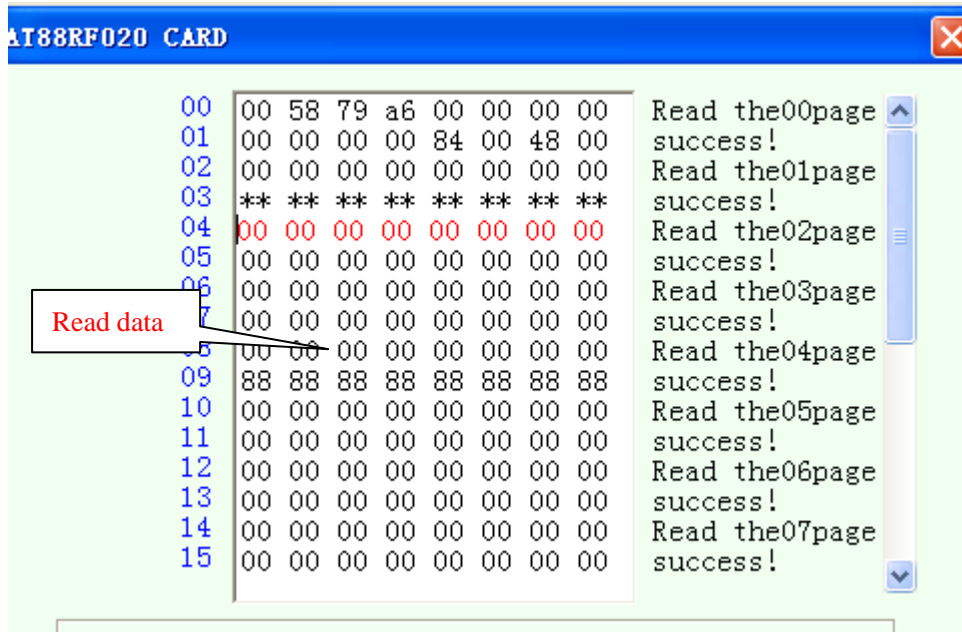 AT88RF020 CARD
00 00 58 79 a6 00 00 00 00
01 00 00 00 00 84 00 48 00
02 00 00 00 00 00 00 00 00
03 ** ** ** ** ** ** ** **
04 00 00 00 00 00 00 00 00
05 00 00 00 00 00 00 00 00
06 00 00 00 00 00 00 00 00
00 00 00 00 00 00 00 00
00 00 00 00 00 00 00 00
09 88 88 88 88 88 88 88 88
10 00 00 00 00 00 00 00 00
11 00 00 00 00 00 00 00 00
12 00 00 00 00 00 00 00 00
13 00 00 00 00 00 00 00 00
14 00 00 00 00 00 00 00 00
15 00 00 00 00 00 00 00 00
Read data
Read the00page
success!
Read the01page
success!
Read the02page
success!
Read the03page
success!
Read the04page
success!
Read the05page
success!
Read the06page
success!
Read the07page
success!